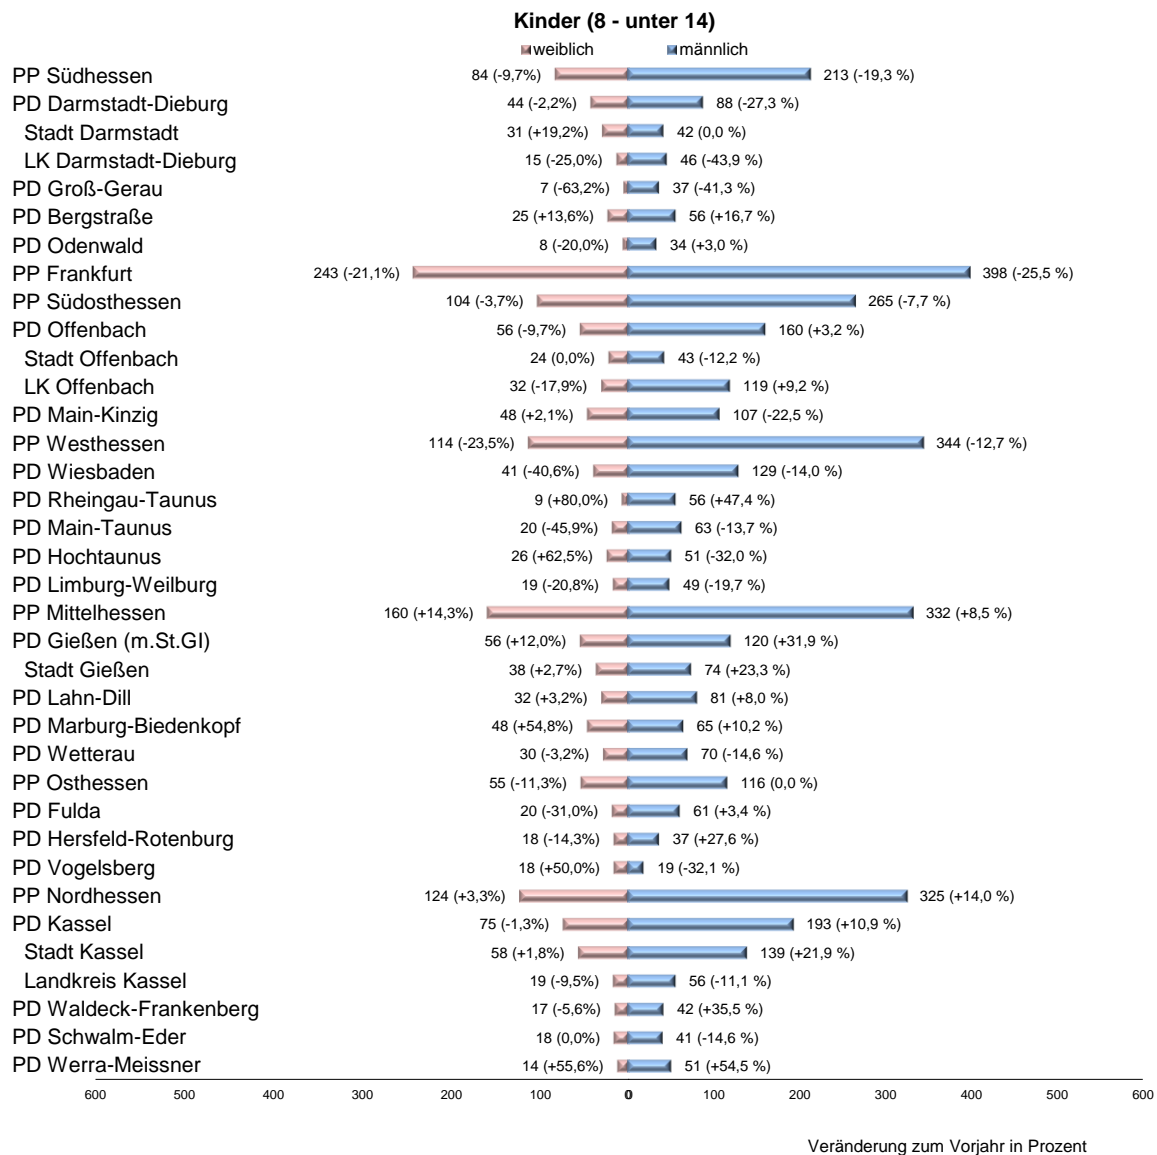 Kinder (8 - unter 14)
weiblich männlich
PP Südhessen 84 (-9,7%) 213 (-19,3 %)
PD Darmstadt-Dieburg 44 (-2,2%) 88 (-27,3 %)
Stadt Darmstadt 31 (+19,2%) 42 (0,0 %)
LK Darmstadt-Dieburg 15 (-25,0%) 46 (-43,9 %)
PD Groß-Gerau 7 (-63,2%) 37 (-41,3 %)
PD Bergstraße 25 (+13,6%) 56 (+16,7 %)
PD Odenwald 8 (-20,0%) 34 (+3,0 %)
PP Frankfurt 243 (-21,1%) 398 (-25,5 %)
PP Südosthessen 104 (-3,7%) 265 (-7,7 %)
PD Offenbach 56 (-9,7%) 160 (+3,2 %)
Stadt Offenbach 24 (0,0%) 43 (-12,2 %)
LK Offenbach 32 (-17,9%) 119 (+9,2 %)
PD Main-Kinzig 48 (+2,1%) 107 (-22,5 %)
PP Westhessen 114 (-23,5%) 344 (-12,7 %)
PD Wiesbaden 41 (-40,6%) 129 (-14,0 %)
PD Rheingau-Taunus 9 (+80,0%) 56 (+47,4 %)
PD Main-Taunus 20 (-45,9%) 63 (-13,7 %)
PD Hochtaunus 26 (+62,5%) 51 (-32,0 %)
PD Limburg-Weilburg 19 (-20,8%) 49 (-19,7 %)
PP Mittelhessen 160 (+14,3%) 332 (+8,5 %)
PD Gießen (m.St.GI) 56 (+12,0%) 120 (+31,9 %)
Stadt Gießen 38 (+2,7%) 74 (+23,3 %)
PD Lahn-Dill 32 (+3,2%) 81 (+8,0 %)
PD Marburg-Biedenkopf 48 (+54,8%) 65 (+10,2 %)
PD Wetterau 30 (-3,2%) 70 (-14,6 %)
PP Osthessen 55 (-11,3%) 116 (0,0 %)
PD Fulda 20 (-31,0%) 61 (+3,4 %)
PD Hersfeld-Rotenburg 18 (-14,3%) 37 (+27,6 %)
PD Vogelsberg 18 (+50,0%) 19 (-32,1 %)
PP Nordhessen 124 (+3,3%) 325 (+14,0 %)
PD Kassel 75 (-1,3%) 193 (+10,9 %)
Stadt Kassel 58 (+1,8%) 139 (+21,9 %)
Landkreis Kassel 19 (-9,5%) 56 (-11,1 %)
PD Waldeck-Frankenberg 17 (-5,6%) 42 (+35,5 %)
PD Schwalm-Eder 18 (0,0%) 41 (-14,6 %)
PD Werra-Meissner 14 (+55,6%) 51 (+54,5 %)
600 500 400 300 200 100 0 0 100 200 300 400 500 600
Veränderung zum Vorjahr in Prozent